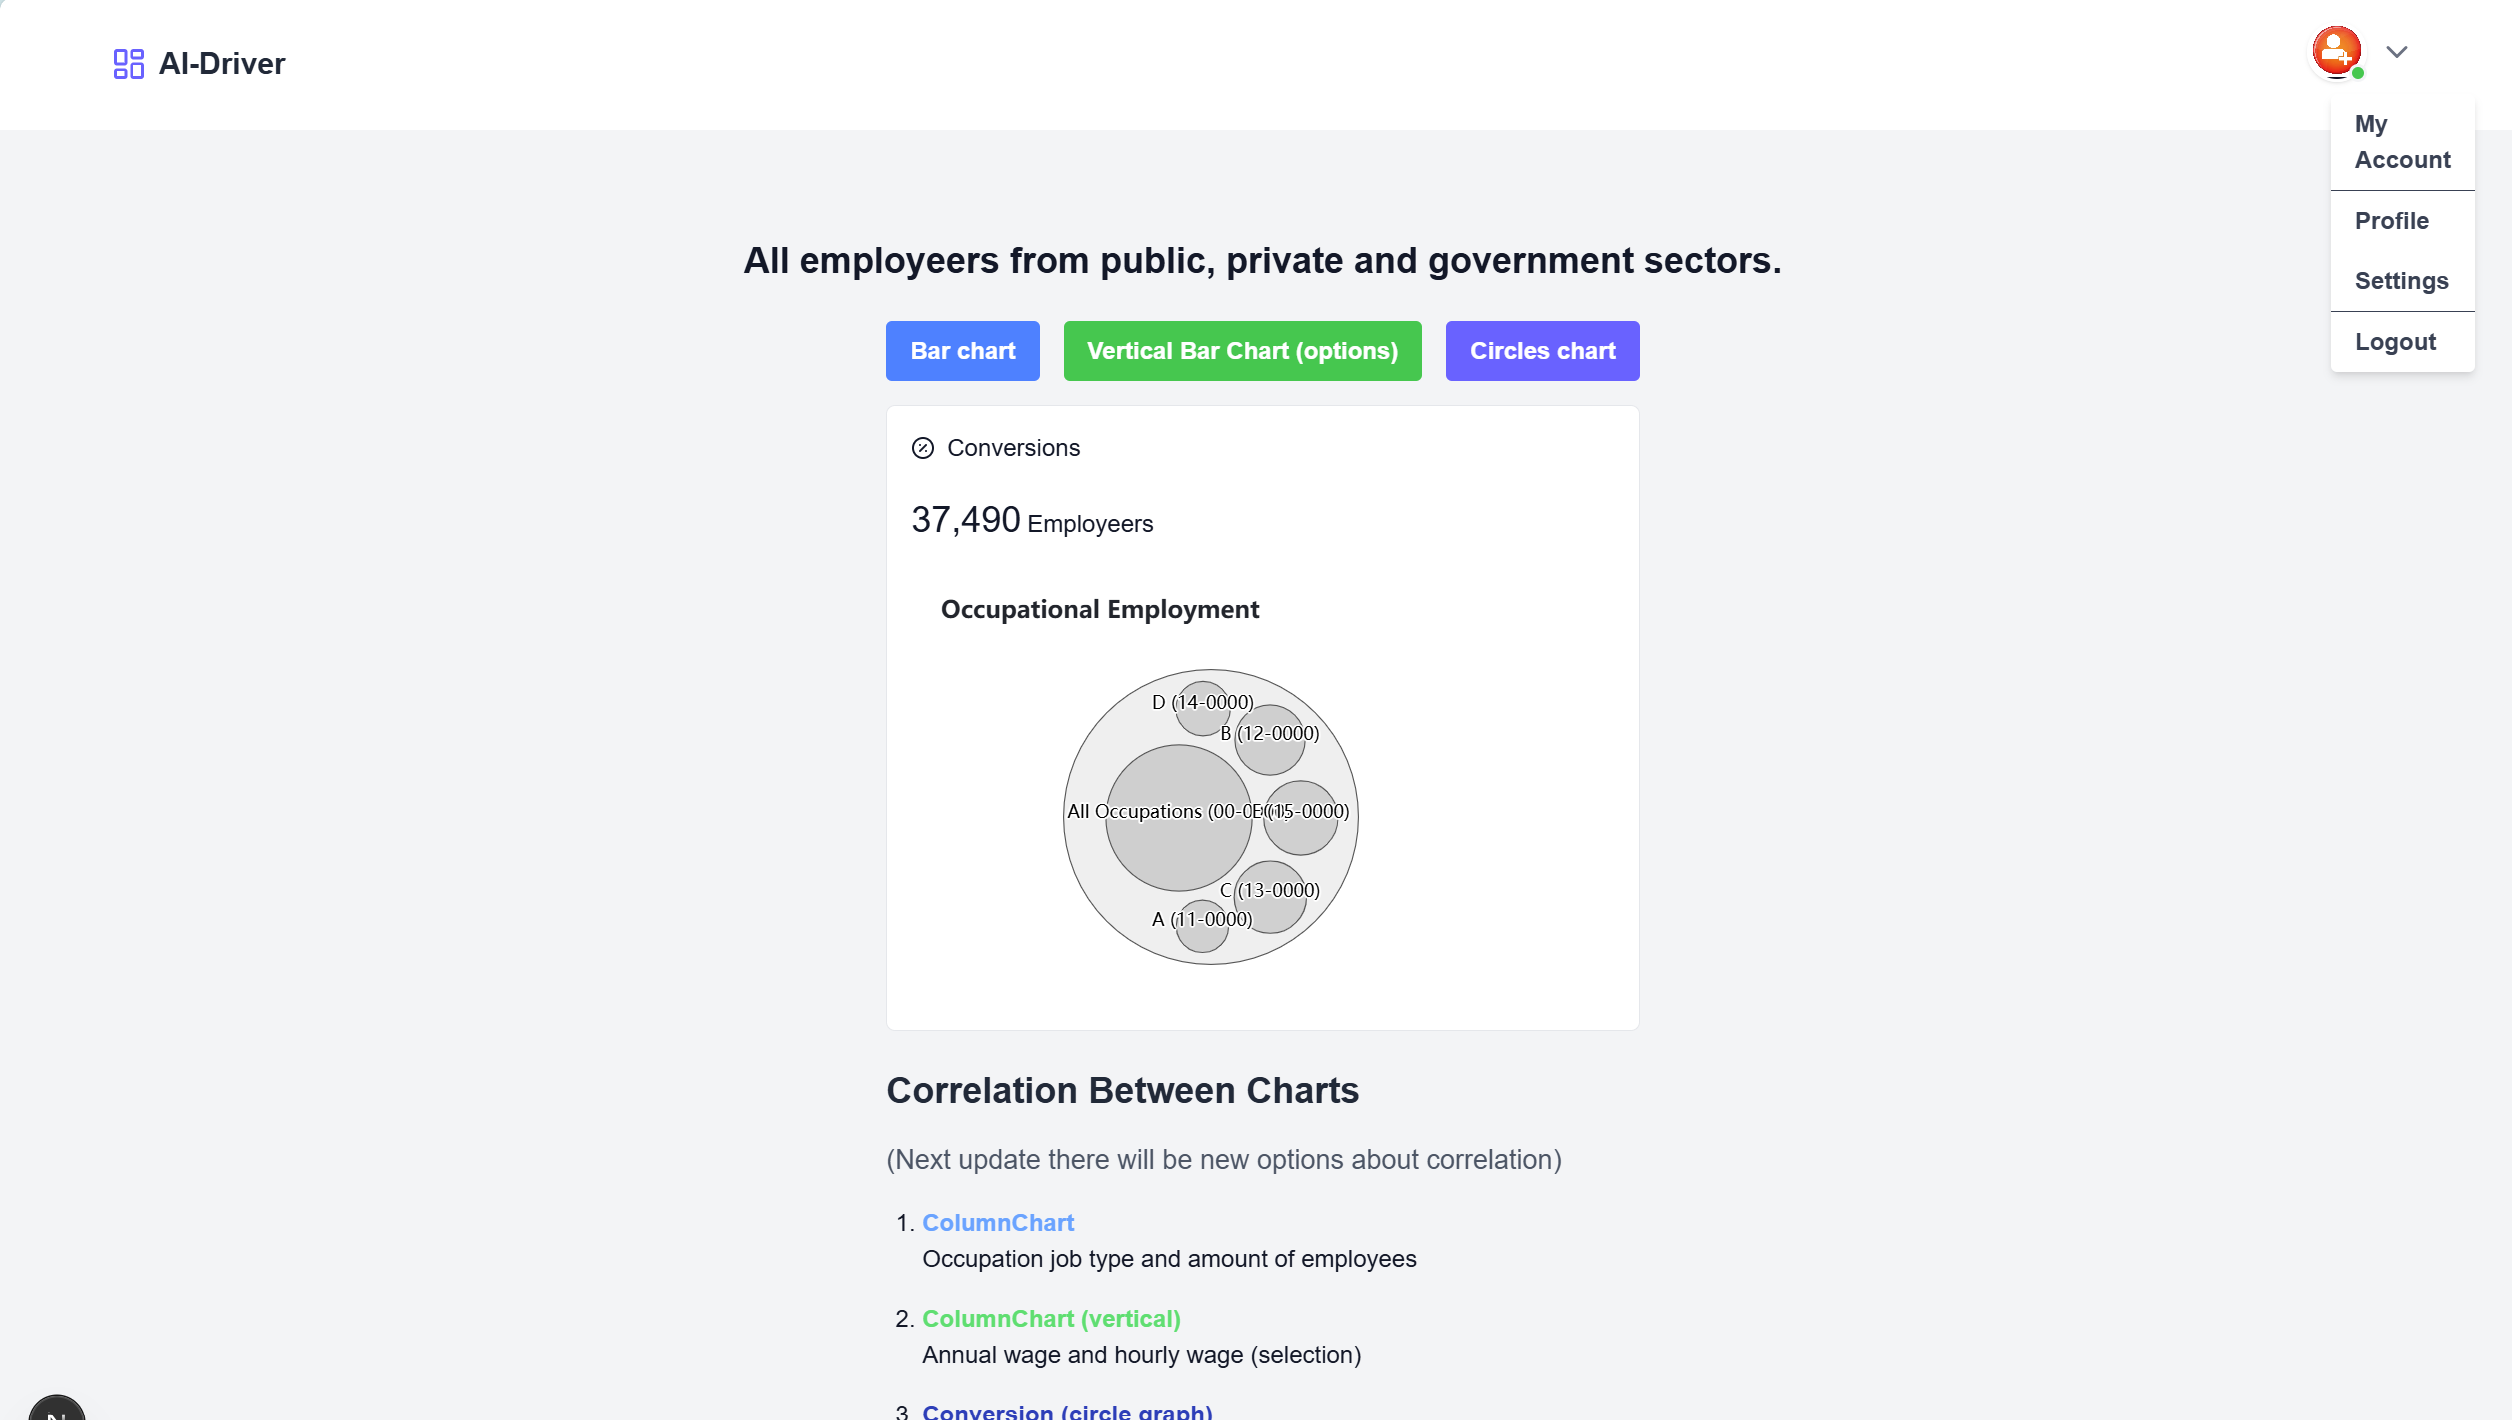 AI-Driver
My
Account
Profile
Settings
Logout
All employeers from public, private and government sectors.
Bar chart
Vertical Bar Chart (options)
Circles chart
Conversions
37,490 Employeers
Occupational Employment
D (14-0000)
B (12-0000)
All Occupations (00-0
E (15-0000)
C (13-0000)
A (11-0000)
Correlation Between Charts
(Next update there will be new options about correlation)
1. ColumnChart
Occupation job type and amount of employees
2. ColumnChart (vertical)
Annual wage and hourly wage (selection)
3. Conversion (circle graph)